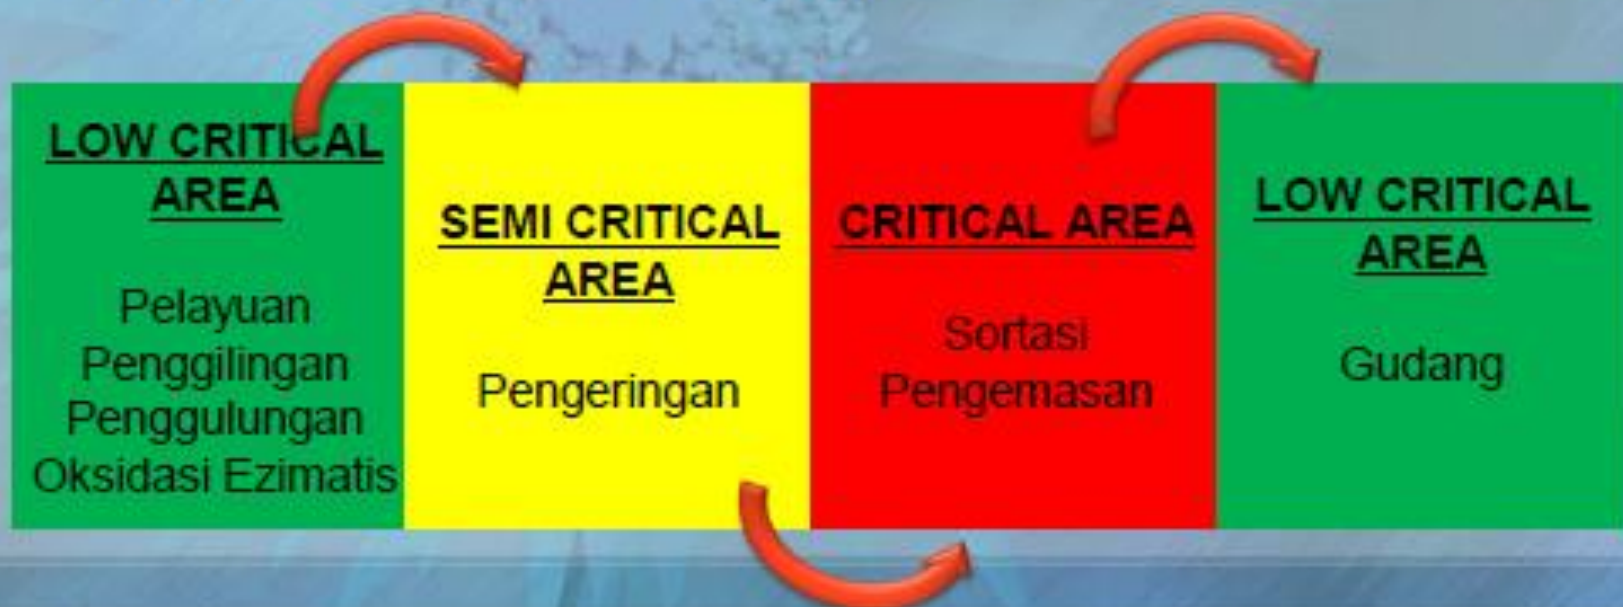 LOW CRITICAL
AREA
Pelayuan
Penggilingan
Penggulungan
Oksidasi Ezimatis
SEMI CRITICAL
AREA
Pengeringan
CRITICAL AREA
Sortasi
Pengemasan
LOW CRITICAL
AREA
Gudang